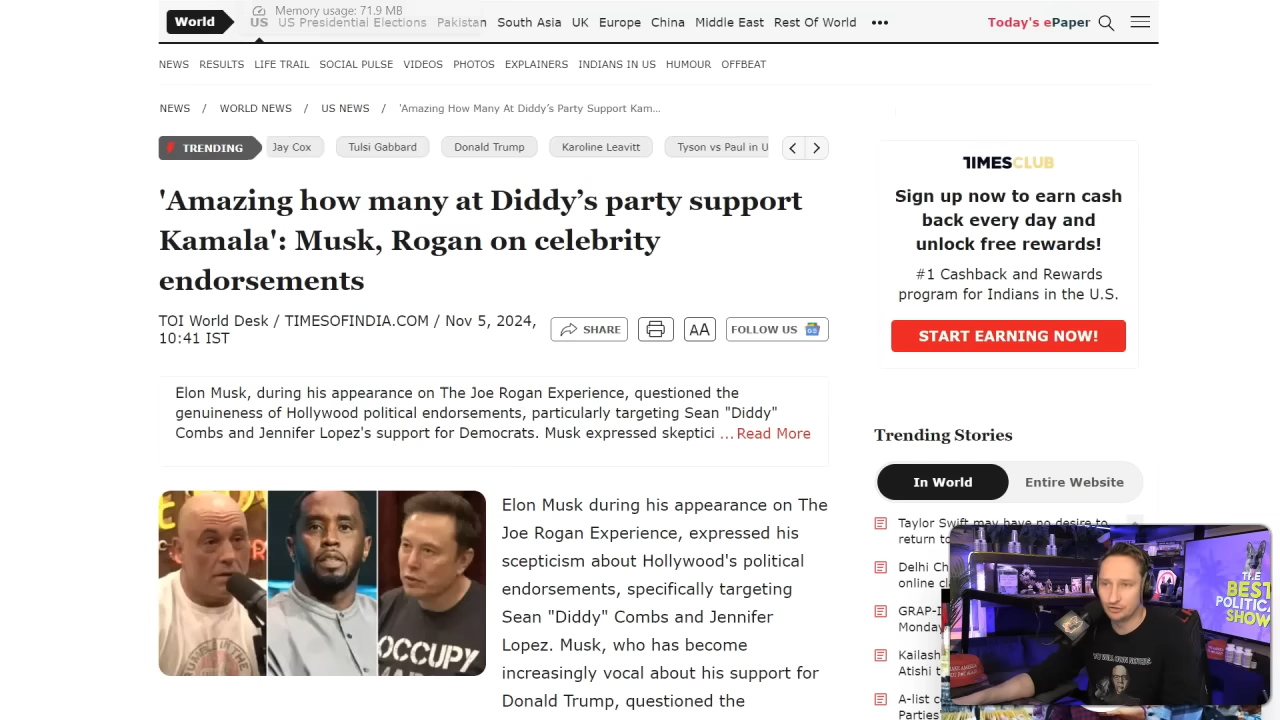 Memory usage: 71.9 MB
World US US Presidential Elections Pakistan South Asia UK Europe China Middle East Rest Of World ••• Today's ePaper
NEWS RESULTS LIFE TRAIL SOCIAL PULSE VIDEOS PHOTOS EXPLAINERS INDIANS IN US HUMOUR OFFBEAT
NEWS / WORLD NEWS / US NEWS / 'Amazing How Many At Diddy’s Party Support Kam...
TRENDING Jay Cox Tulsi Gabbard Donald Trump Karoline Leavitt Tyson vs Paul in U
'Amazing how many at Diddy’s party support
Kamala': Musk, Rogan on celebrity
endorsements
TOI World Desk / TIMESOFINDIA.COM / Nov 5, 2024,
10:41 IST
SHARE AA FOLLOW US
Elon Musk, during his appearance on The Joe Rogan Experience, questioned the
genuineness of Hollywood political endorsements, particularly targeting Sean "Diddy"
Combs and Jennifer Lopez's support for Democrats. Musk expressed skeptici ... Read More
Elon Musk during his appearance on The
Joe Rogan Experience, expressed his
scepticism about Hollywood's political
endorsements, specifically targeting
Sean "Diddy" Combs and Jennifer
Lopez. Musk, who has become
increasingly vocal about his support for
Donald Trump, questioned the
OCCUPY
TIMESCLUB
Sign up now to earn cash
back every day and
unlock free rewards!
#1 Cashback and Rewards
program for Indians in the U.S.
START EARNING NOW!
Trending Stories
In World Entire Website
Taylor Swift may have no desire to
return to
Delhi Ch
online cl
GRAP-I
Monday
Kailash
Atishi t
A-list c
Parties
THE
BEST
POLITICA
SHOW